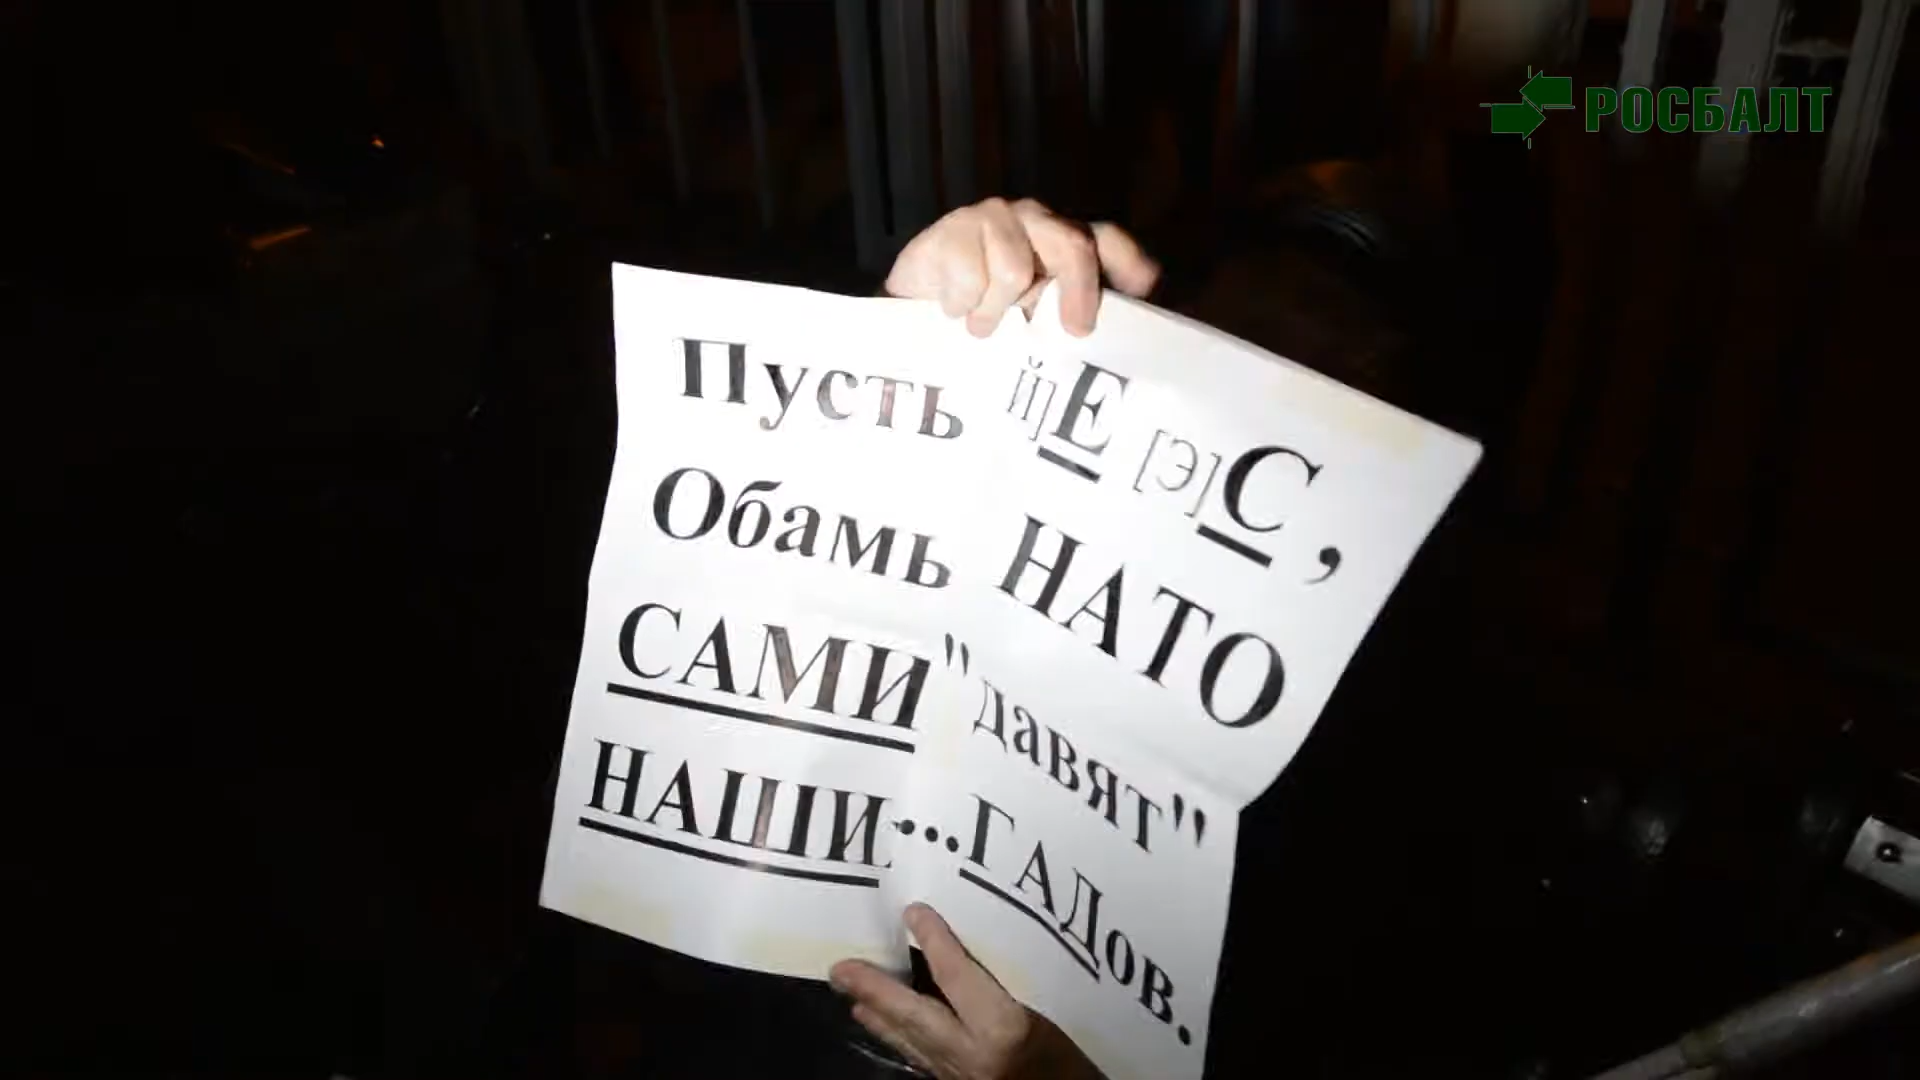 РОСБАЛТ
Пусть [й]Е [э]С,
Обамь НАТО
САМИ "давят"
НАШИ...ГАДов.